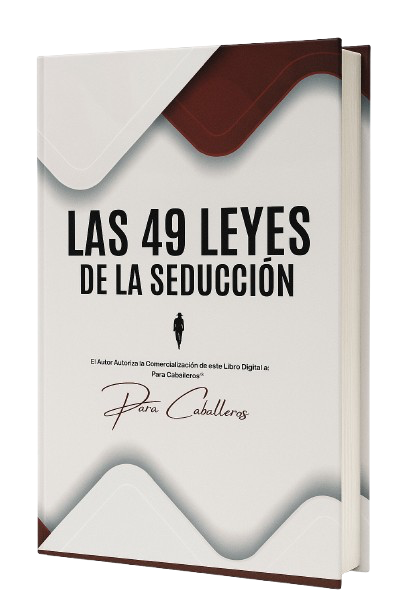 LAS 49 LEYES
DE LA SEDUCCIÓN
El Autor Autoriza la Comercialización de este Libro Digital a:
Para Caballeros®
Para Caballeros